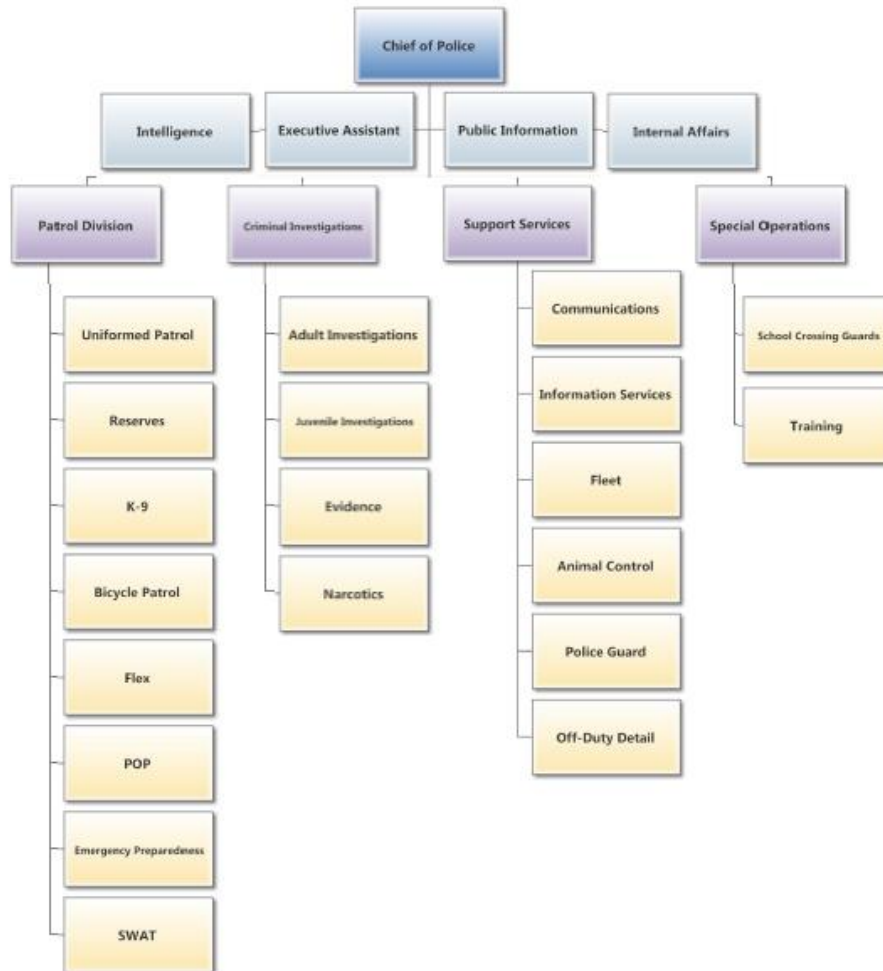 Chief of Police
Intelligence
Executive Assistant
Public Information
Internal Affairs
Patrol Division
Criminal Investigations
Support Services
Special Operations
Uniformed Patrol
Reserves
K-9
Bicycle Patrol
Flex
POP
Emergency Preparedness
SWAT
Adult Investigations
Juvenile Investigations
Evidence
Narcotics
Communications
Information Services
Fleet
Animal Control
Police Guard
Off-Duty Detail
School Crossing Guards
Training